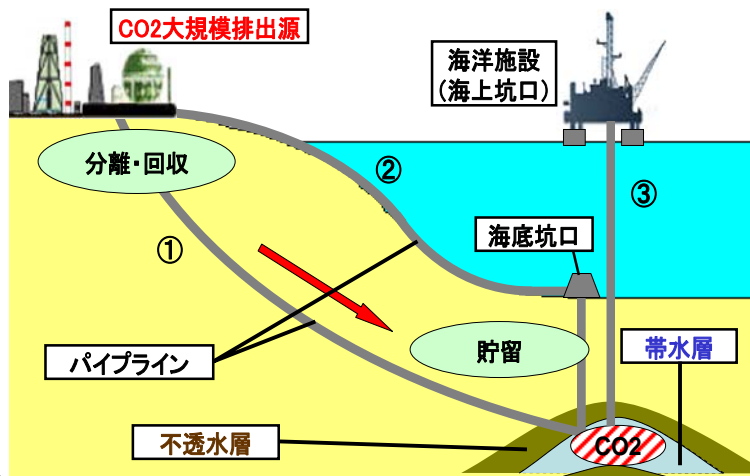 CO2大規模排出源
海洋施設
(海上坑口)
分離・回収
②
③
①
海底坑口
パイプライン
貯留
帯水層
不透水層
CO2